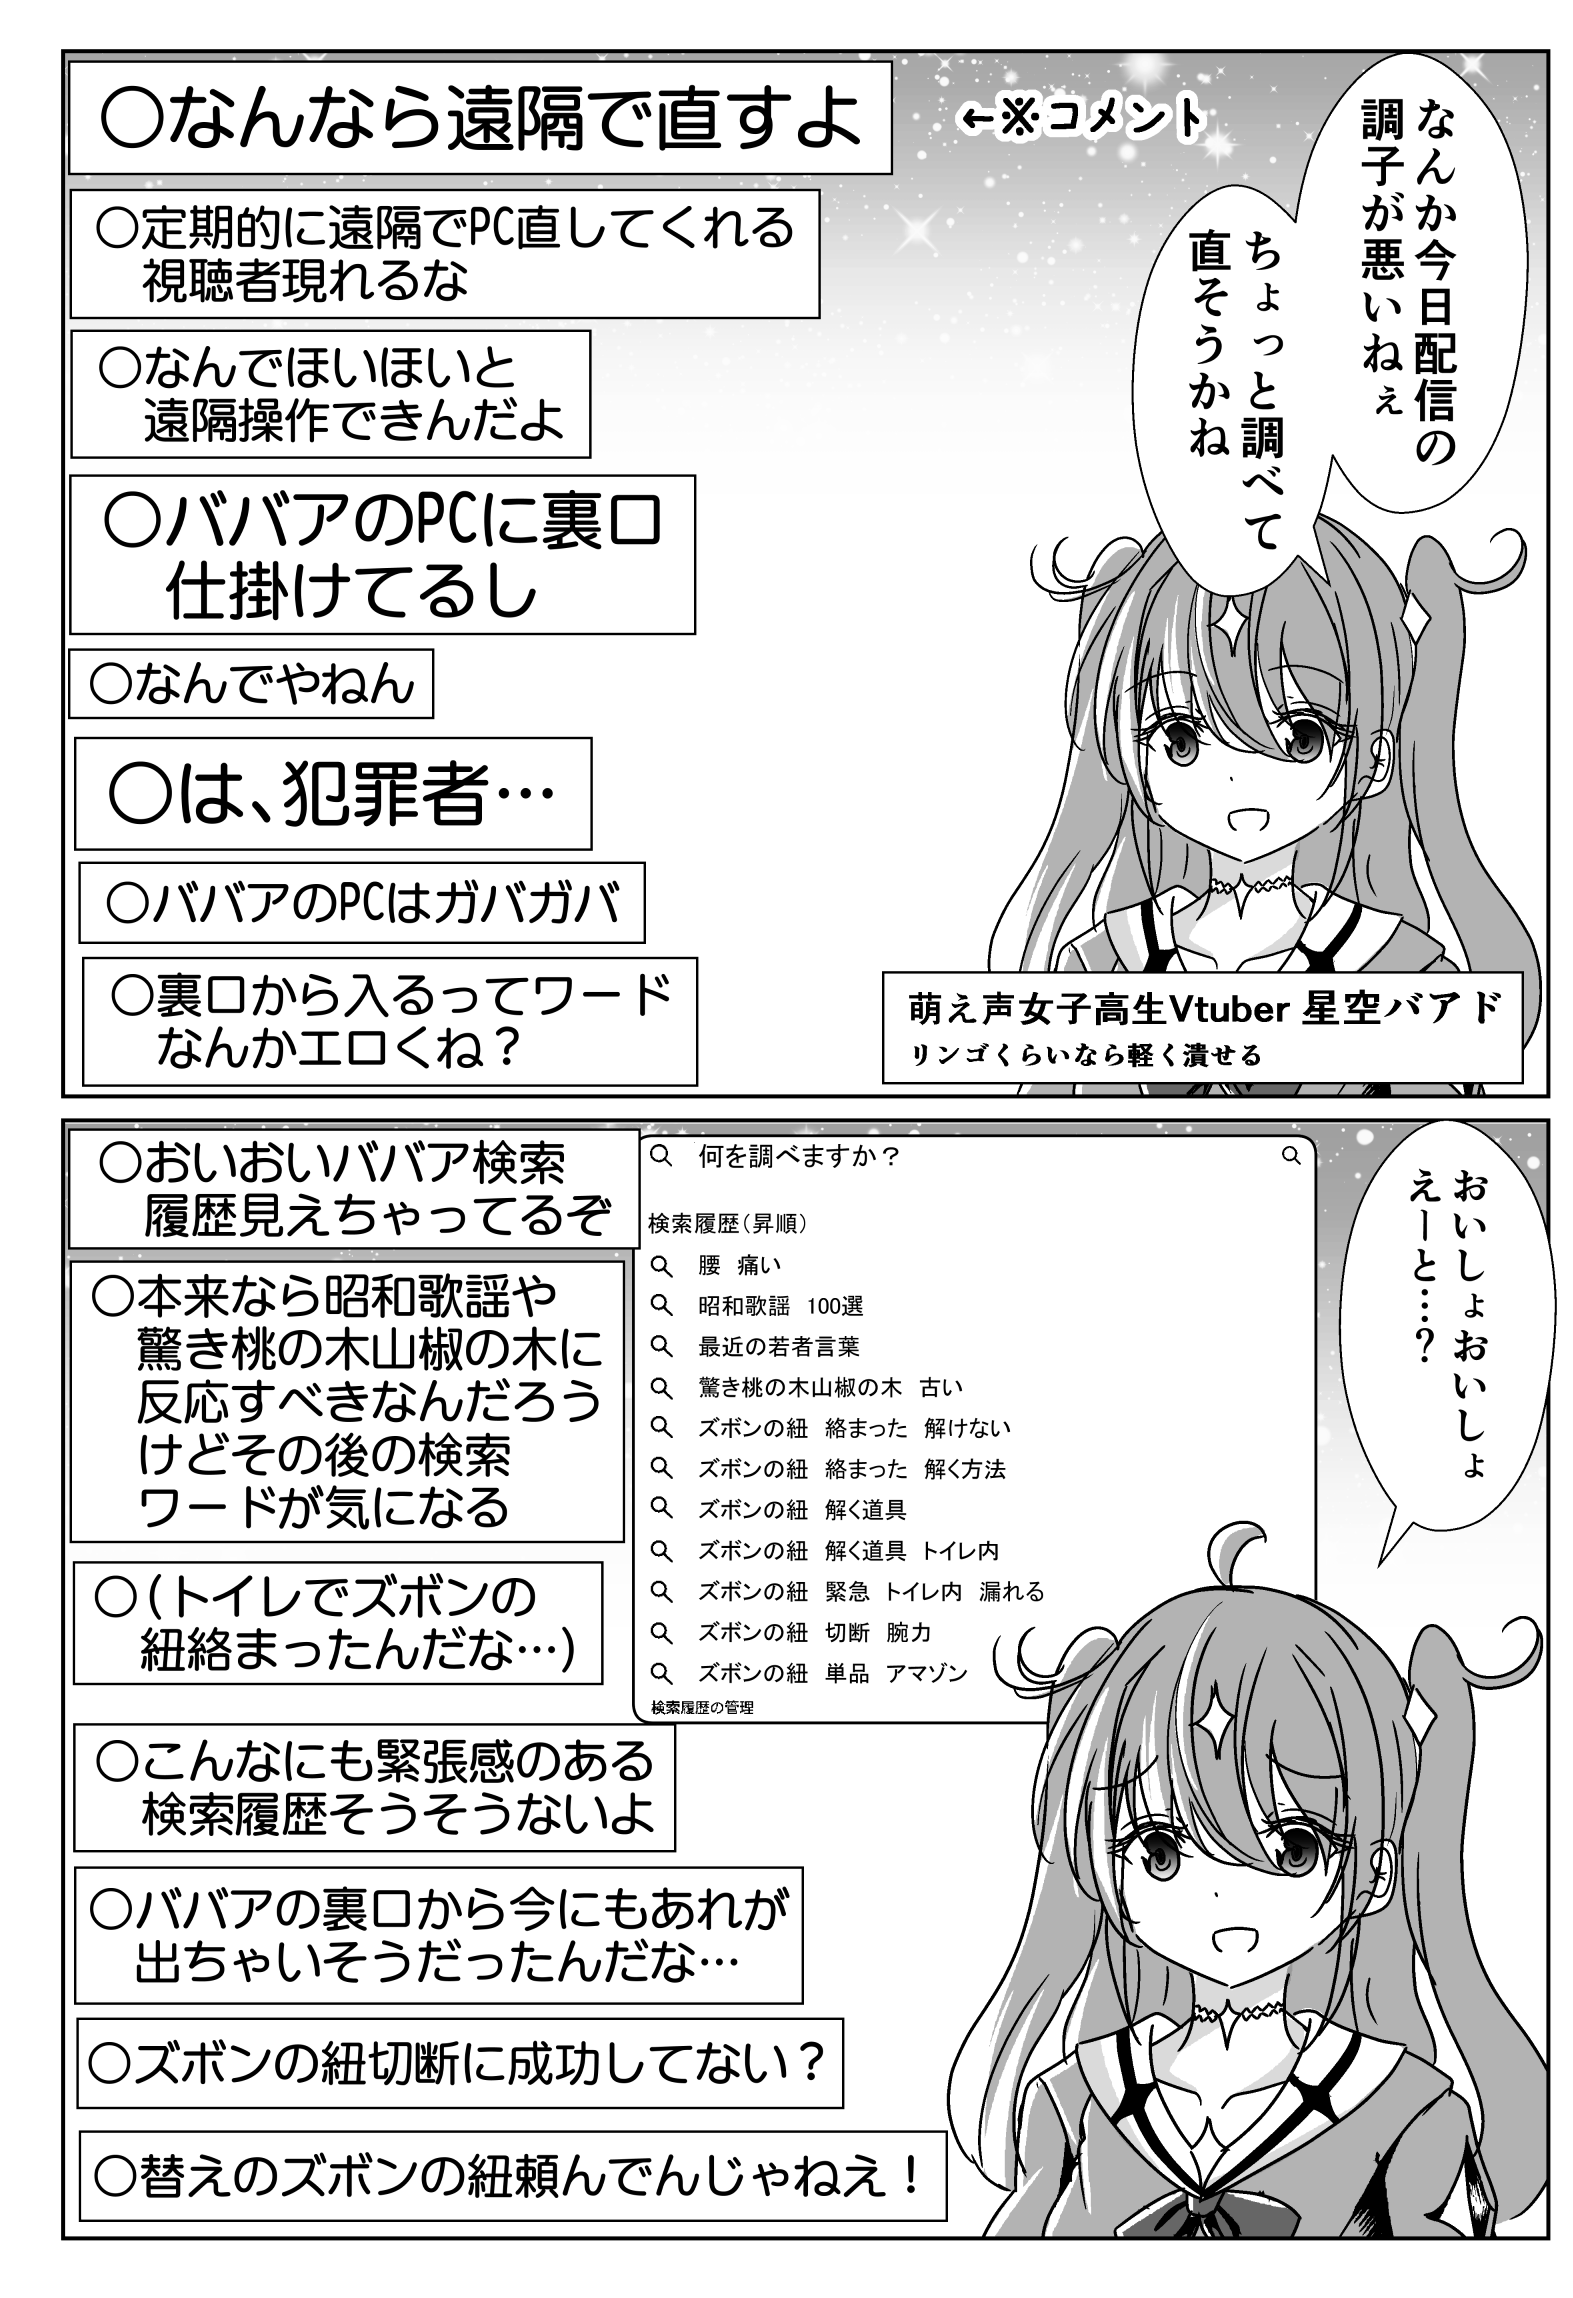 なんか今日配信の
調子が悪いねぇ
ちょっと調べて
直そうかね
←※コメント
○なんなら遠隔で直すよ
○定期的に遠隔でPC直してくれる
視聴者現れるな
○なんでほいほいと
遠隔操作できんだよ
○ババアのPCに裏口
仕掛けてるし
○なんでやねん
○は、犯罪者…
○ババアのPCはガバガバ
○裏口から入るってワード
なんかエロくね？
萌え声女子高生Vtuber 星空バアド
リンゴくらいなら軽く潰せる
おいしょおいしょ
えーと…？
何を調べますか？
検索履歴（昇順）
腰 痛い
昭和歌謡 100選
最近の若者言葉
驚き桃の木山椒の木 古い
ズボンの紐 絡まった 解けない
ズボンの紐 絡まった 解く方法
ズボンの紐 解く道具
ズボンの紐 解く道具 トイレ内
ズボンの紐 緊急 トイレ内 漏れる
ズボンの紐 切断 腕力
ズボンの紐 単品 アマゾン
検索履歴の管理
○おいおいババア検索
履歴見えちゃってるぞ
○本来なら昭和歌謡や
驚き桃の木山椒の木に
反応すべきなんだろう
けどその後の検索
ワードが気になる
○(トイレでズボンの
紐絡まったんだな…)
○こんなにも緊張感のある
検索履歴そうそうないよ
○ババアの裏口から今にもあれが
出ちゃいそうだったんだな…
○ズボンの紐切断に成功してない？
○替えのズボンの紐頼んでんじゃねえ！